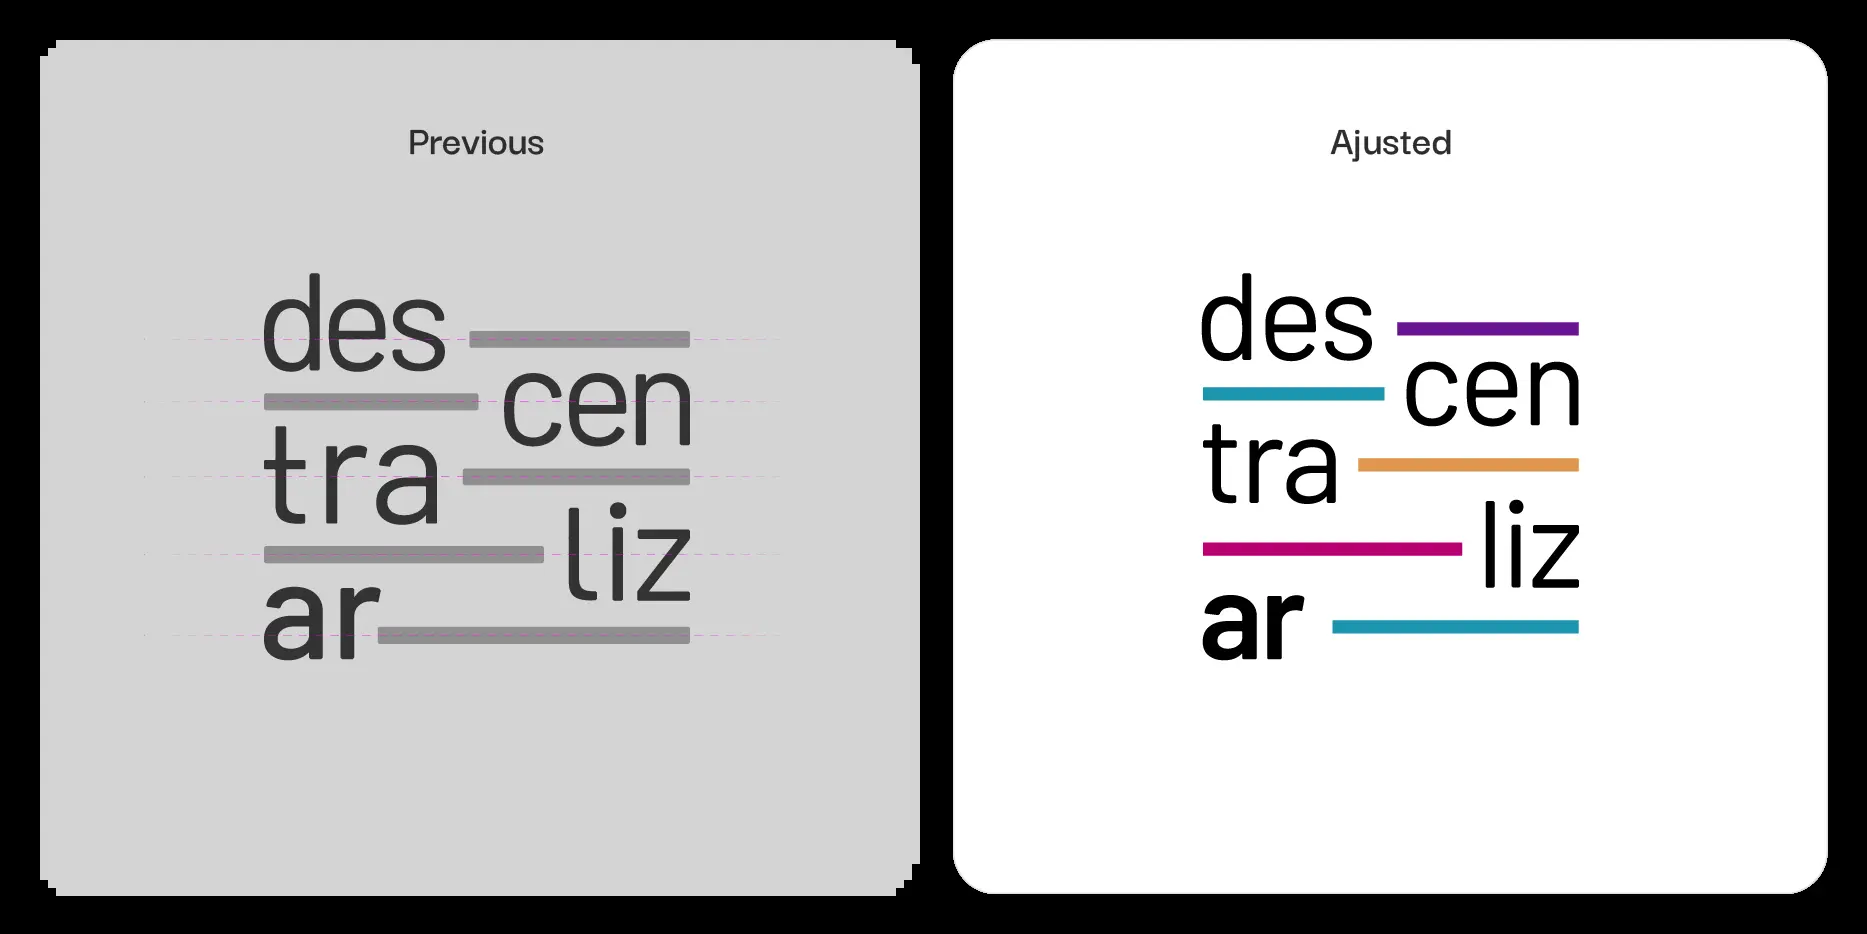 Previous
des
cen
tra
liz
ar
Ajusted
des
cen
tra
liz
ar